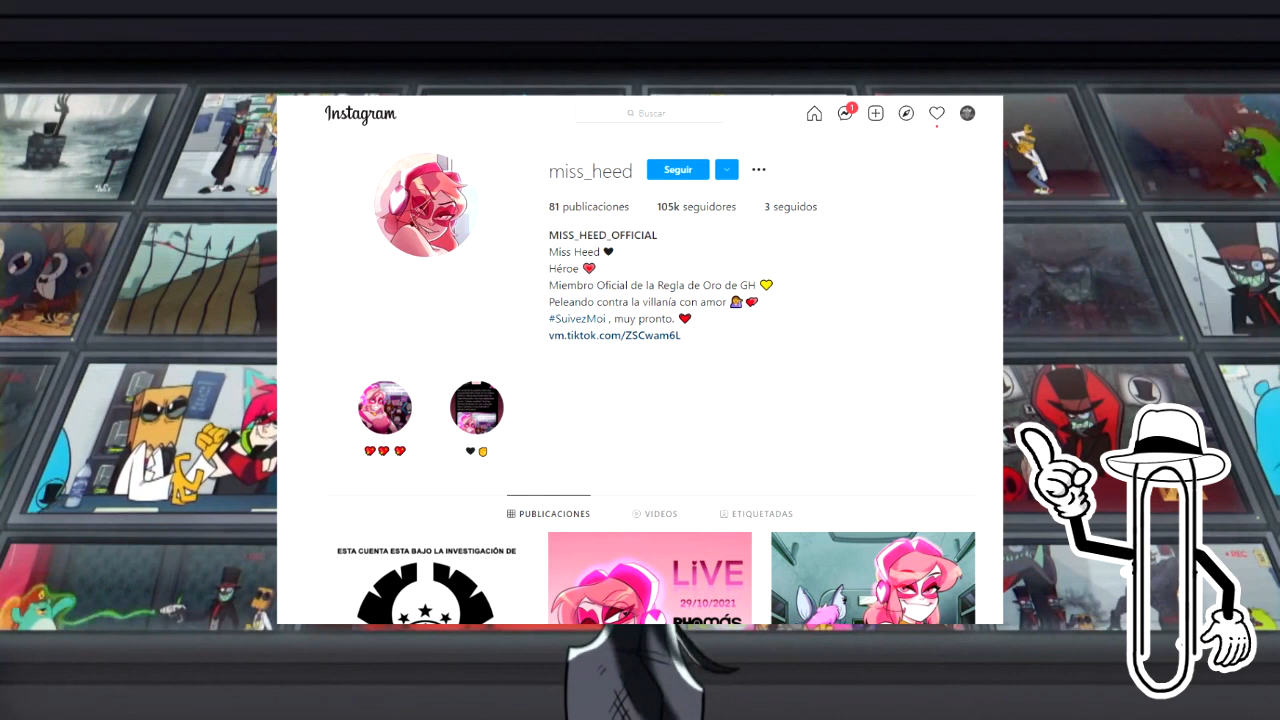 Instagram
Buscar
1
miss_heed
Seguir
81 publicaciones
105k seguidores
3 seguidos
MISS_HEED_OFFICIAL
Miss Heed 🖤
Héroe 💓
Miembro Oficial de la Regla de Oro de GH 💛
Peleando contra la villanía con amor 🙋💕
#SuivezMoi , muy pronto. ❤
vm.tiktok.com/ZSCwam6L
PUBLICACIONES
VIDEOS
ETIQUETADAS
ESTA CUENTA ESTA BAJO LA INVESTIGACIÓN DE
LiVE
29/10/2021
REC